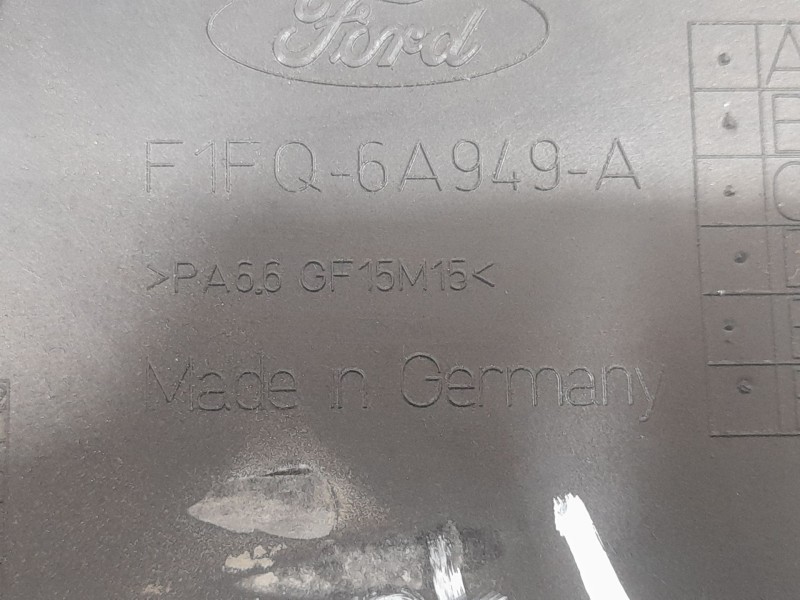 Ford
F1FQ-6A949-A
>PA6.6 GF15M15<
Made in Germany
A